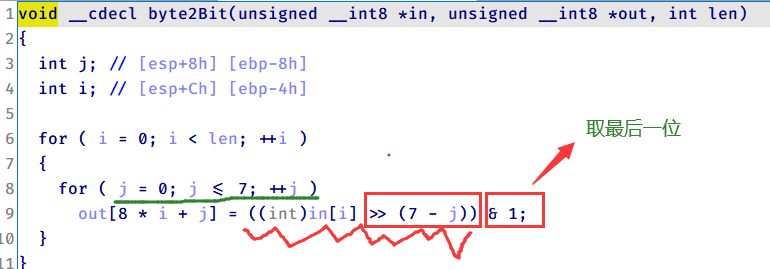 1 void __cdecl byte2Bit(unsigned __int8 *in, unsigned __int8 *out, int len)
2 {
3 int j; // [esp+8h] [ebp-8h]
4 int i; // [esp+Ch] [ebp-4h]
5
6 for ( i = 0; i < len; ++i )
7 {
8 for ( j = 0; j <= 7; ++j )
9 out[8 * i + j] = ((int)in[i] >> (7 - j)) & 1;
10 }
11 }
取最后一位